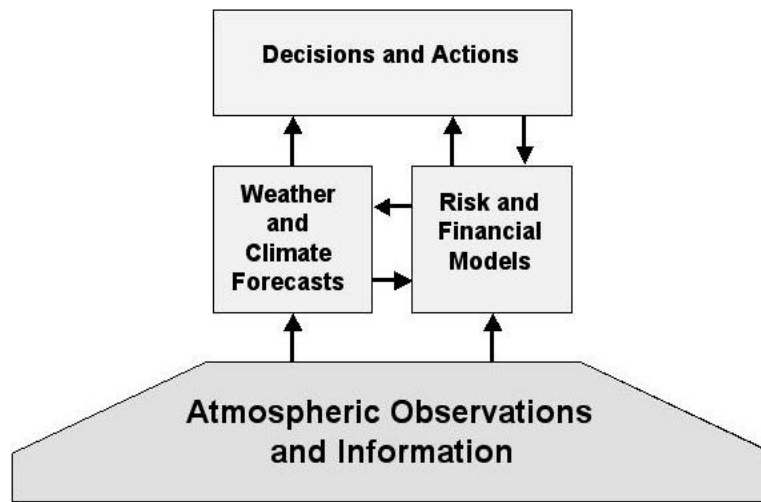 Decisions and Actions
Weather
and
Climate
Forecasts
Risk and
Financial
Models
Atmospheric Observations
and Information